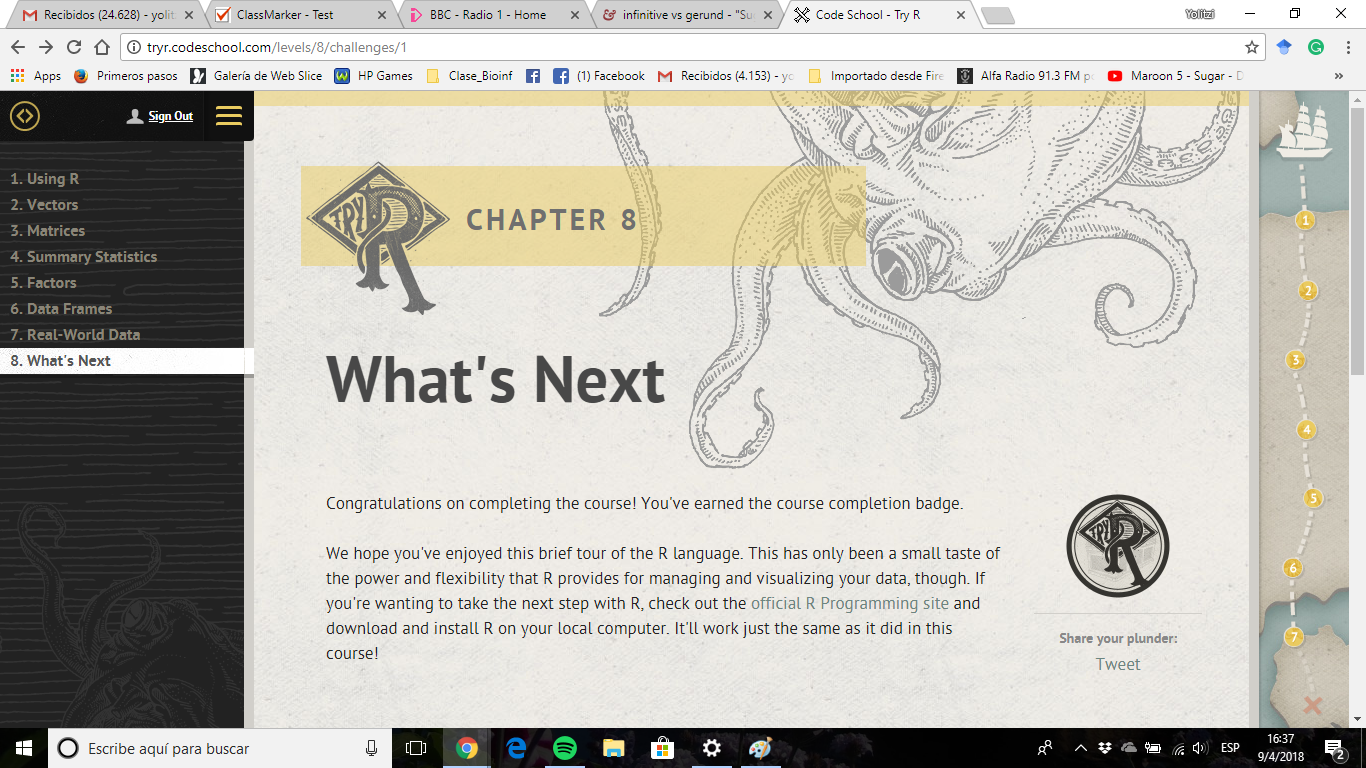 Recibidos (24.628) - yolit
ClassMarker - Test
BBC - Radio 1 - Home
infinitive vs gerund - "Su
Code School - Try R
Yolitzi
tryr.codeschool.com/levels/8/challenges/1
Apps
Primeros pasos
Galería de Web Slice
HP Games
Clase_Bioinf
(1) Facebook
Recibidos (4.153) - yc
Importado desde Fire
Alfa Radio 91.3 FM po
Maroon 5 - Sugar - D
»
Sign Out
1. Using R
2. Vectors
3. Matrices
4. Summary Statistics
5. Factors
6. Data Frames
7. Real-World Data
8. What's Next
TRY R
CHAPTER 8
What's Next
Congratulations on completing the course! You've earned the course completion badge.
We hope you've enjoyed this brief tour of the R language. This has only been a small taste of
the power and flexibility that R provides for managing and visualizing your data, though. If
you're wanting to take the next step with R, check out the official R Programming site and
download and install R on your local computer. It'll work just the same as it did in this
course!
TRY R
Share your plunder:
Tweet
1
2
3
4
5
6
7
Escribe aquí para buscar
ESP
16:37
9/4/2018
2